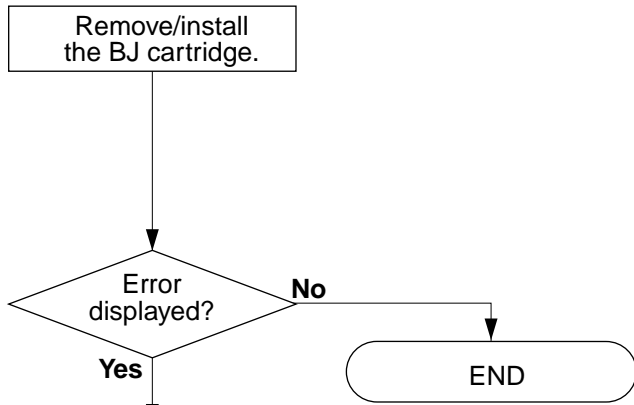 Remove/install
the BJ cartridge.
Error
displayed?
No
Yes
END